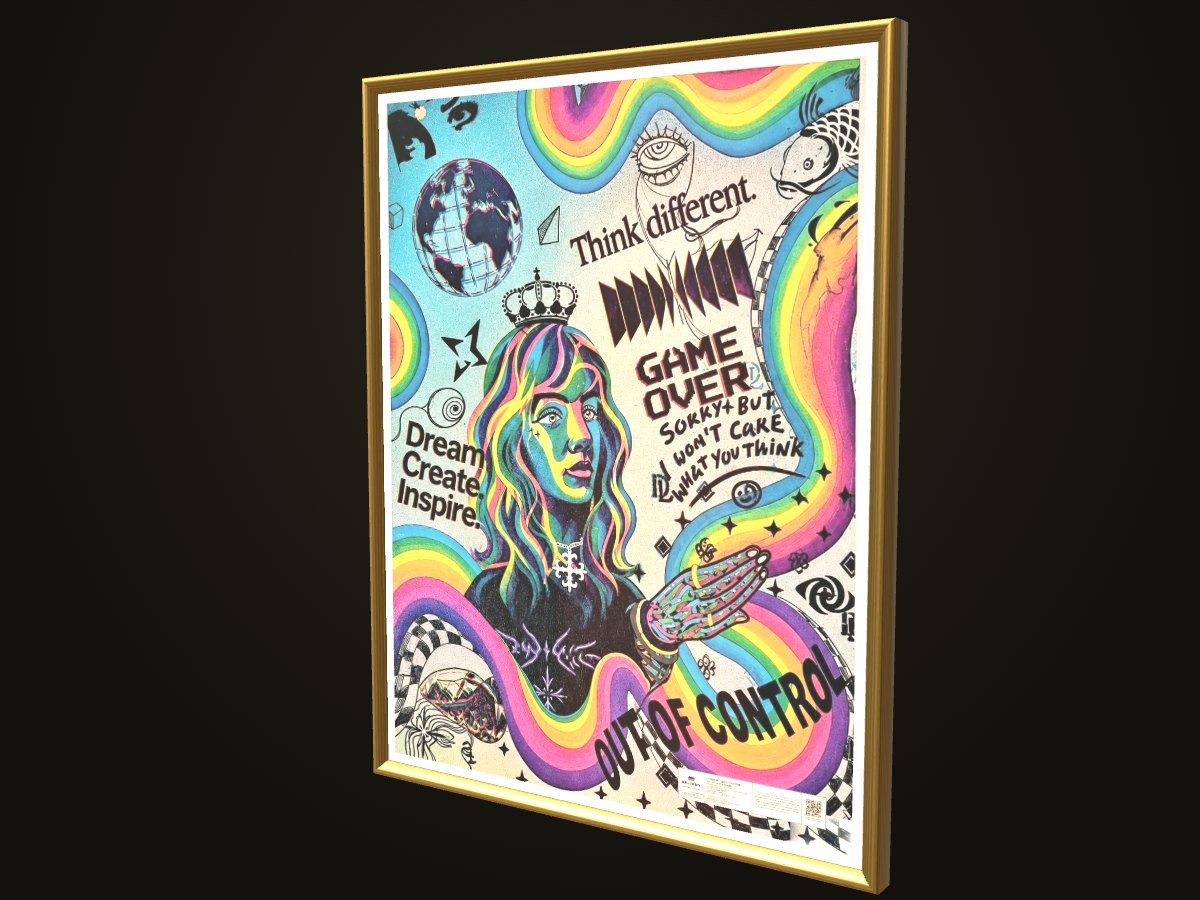 Think different.
GAME
OVER
SORRY+ BUT
I WON'T CARE
WHAT YOU THINK
Dream.
Create.
Inspire.
OUT OF CONTROL